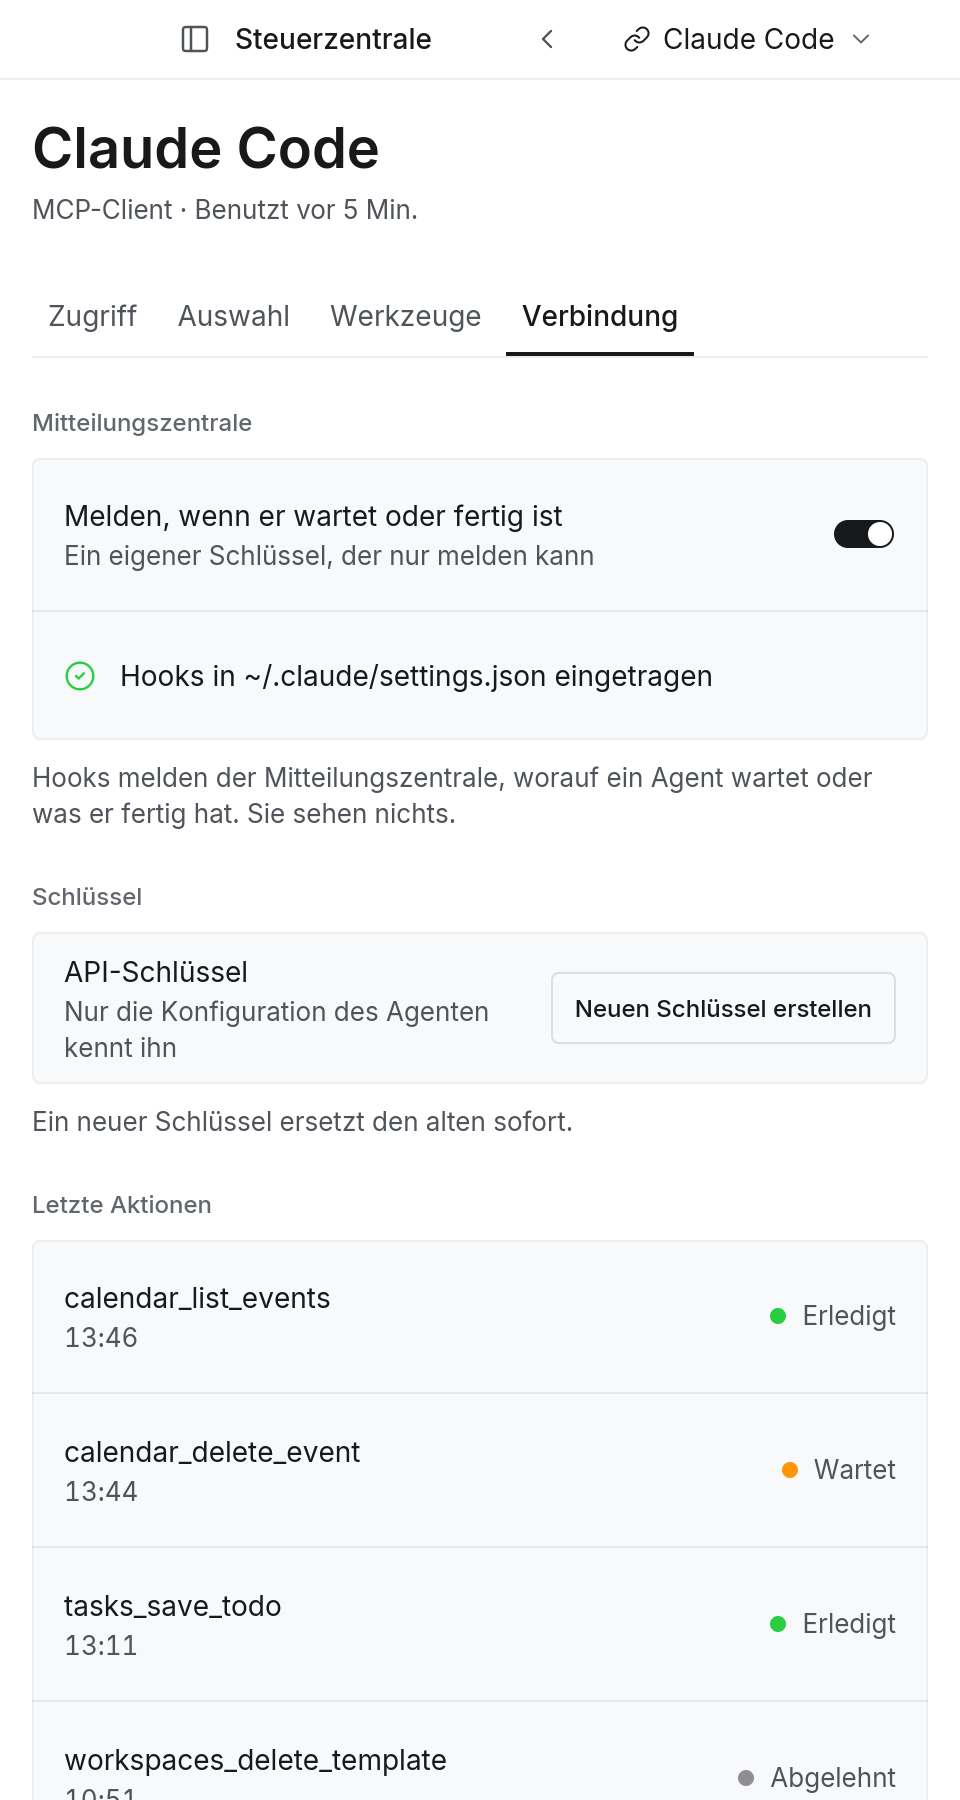 Steuerzentrale
Claude Code
Claude Code
MCP-Client · Benutzt vor 5 Min.
Zugriff
Auswahl
Werkzeuge
Verbindung
Mitteilungszentrale
Melden, wenn er wartet oder fertig ist
Ein eigener Schlüssel, der nur melden kann
Hooks in ~/.claude/settings.json eingetragen
Hooks melden der Mitteilungszentrale, worauf ein Agent wartet oder
was er fertig hat. Sie sehen nichts.
Schlüssel
API-Schlüssel
Nur die Konfiguration des Agenten
kennt ihn
Neuen Schlüssel erstellen
Ein neuer Schlüssel ersetzt den alten sofort.
Letzte Aktionen
calendar_list_events
13:46
Erledigt
calendar_delete_event
13:44
Wartet
tasks_save_todo
13:11
Erledigt
workspaces_delete_template
10:51
Abgelehnt